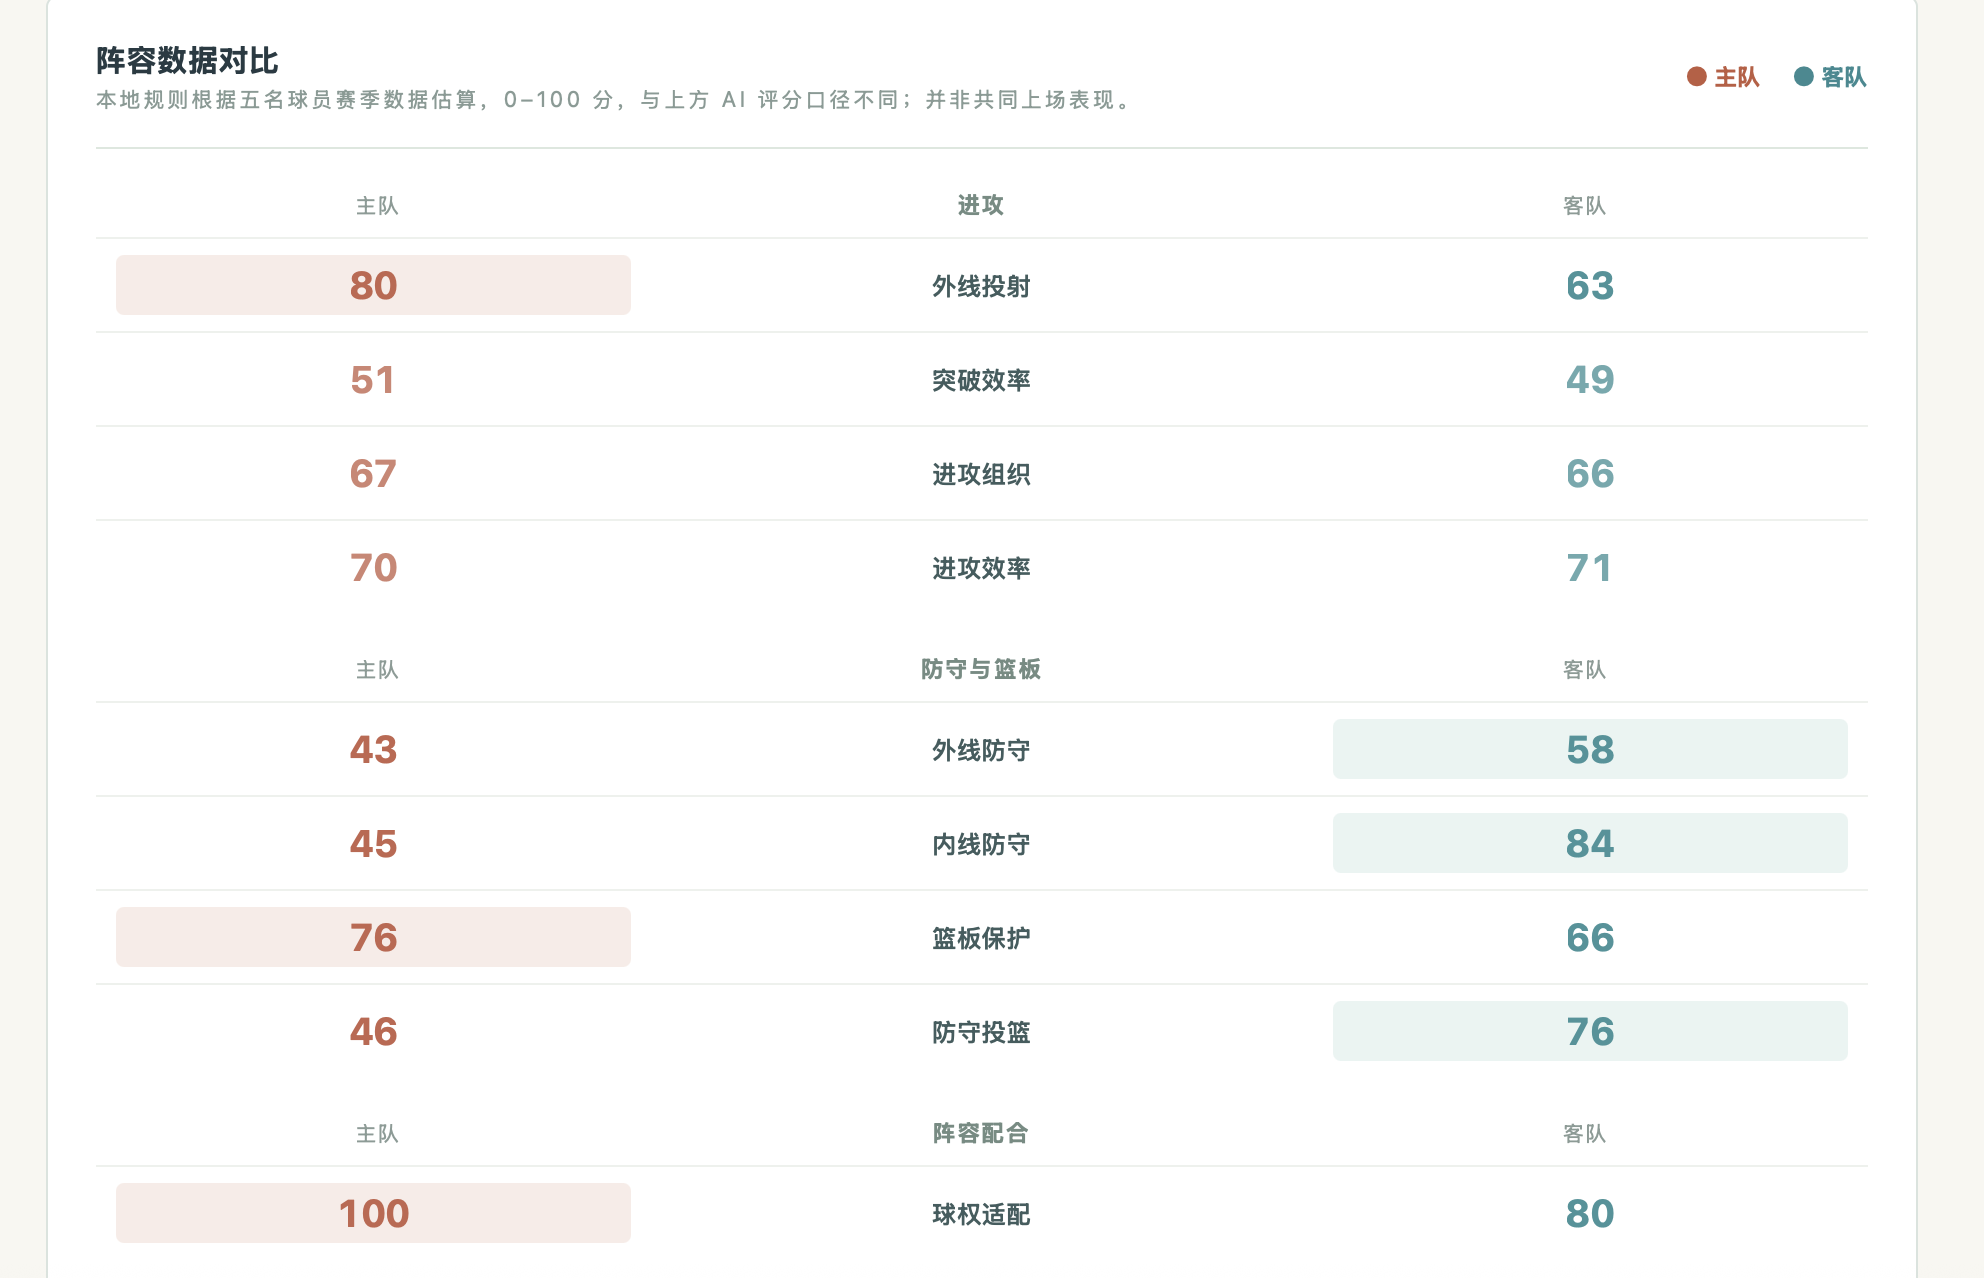 阵容数据对比
本地规则根据五名球员赛季数据估算，0–100 分，与上方 AI 评分口径不同；并非共同上场表现。
主队 客队
主队 进攻 客队
80 外线投射 63
51 突破效率 49
67 进攻组织 66
70 进攻效率 71
主队 防守与篮板 客队
43 外线防守 58
45 内线防守 84
76 篮板保护 66
46 防守投篮 76
主队 阵容配合 客队
100 球权适配 80